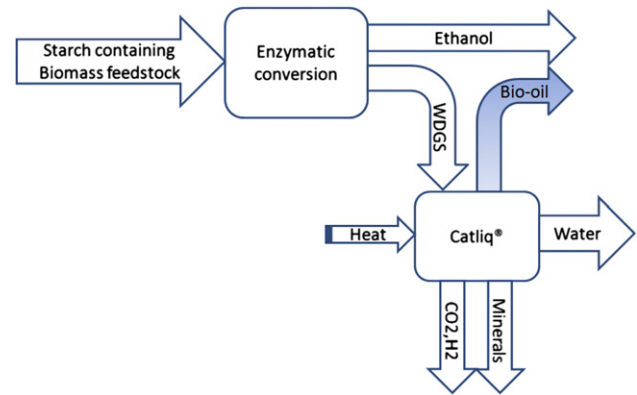 Starch containing
Biomass feedstock
Enzymatic
conversion
Ethanol
Bio-oil
WDGS
Heat
Catliq®
Water
CO2,H2
Minerals